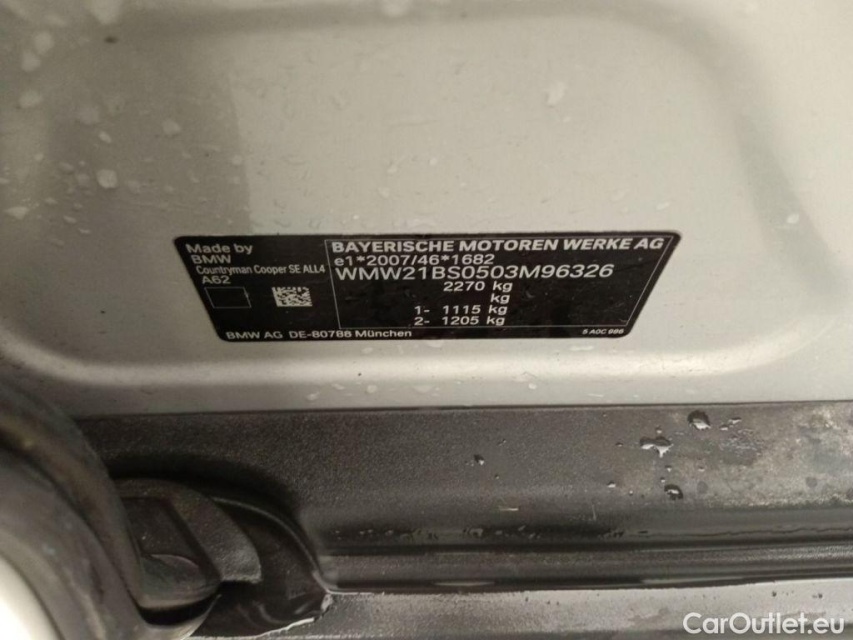 Made by
BMW
Countryman Cooper SE ALL4
A62
BAYERISCHE MOTOREN WERKE AG
e1*2007/46*1682
WMW21BS0503M96326
2270 kg
kg
1- 1115 kg
2- 1205 kg
BMW AG DE-80788 München
CarOutlet.eu